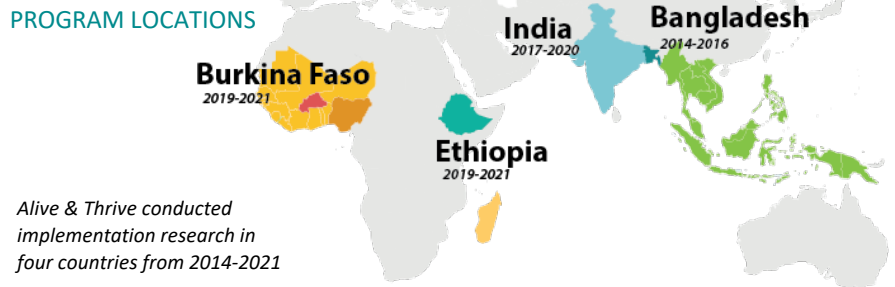 PROGRAM LOCATIONS
India
2017-2020
Bangladesh
2014-2016
Burkina Faso
2019-2021
Ethiopia
2019-2021
Alive & Thrive conducted
implementation research in
four countries from 2014-2021